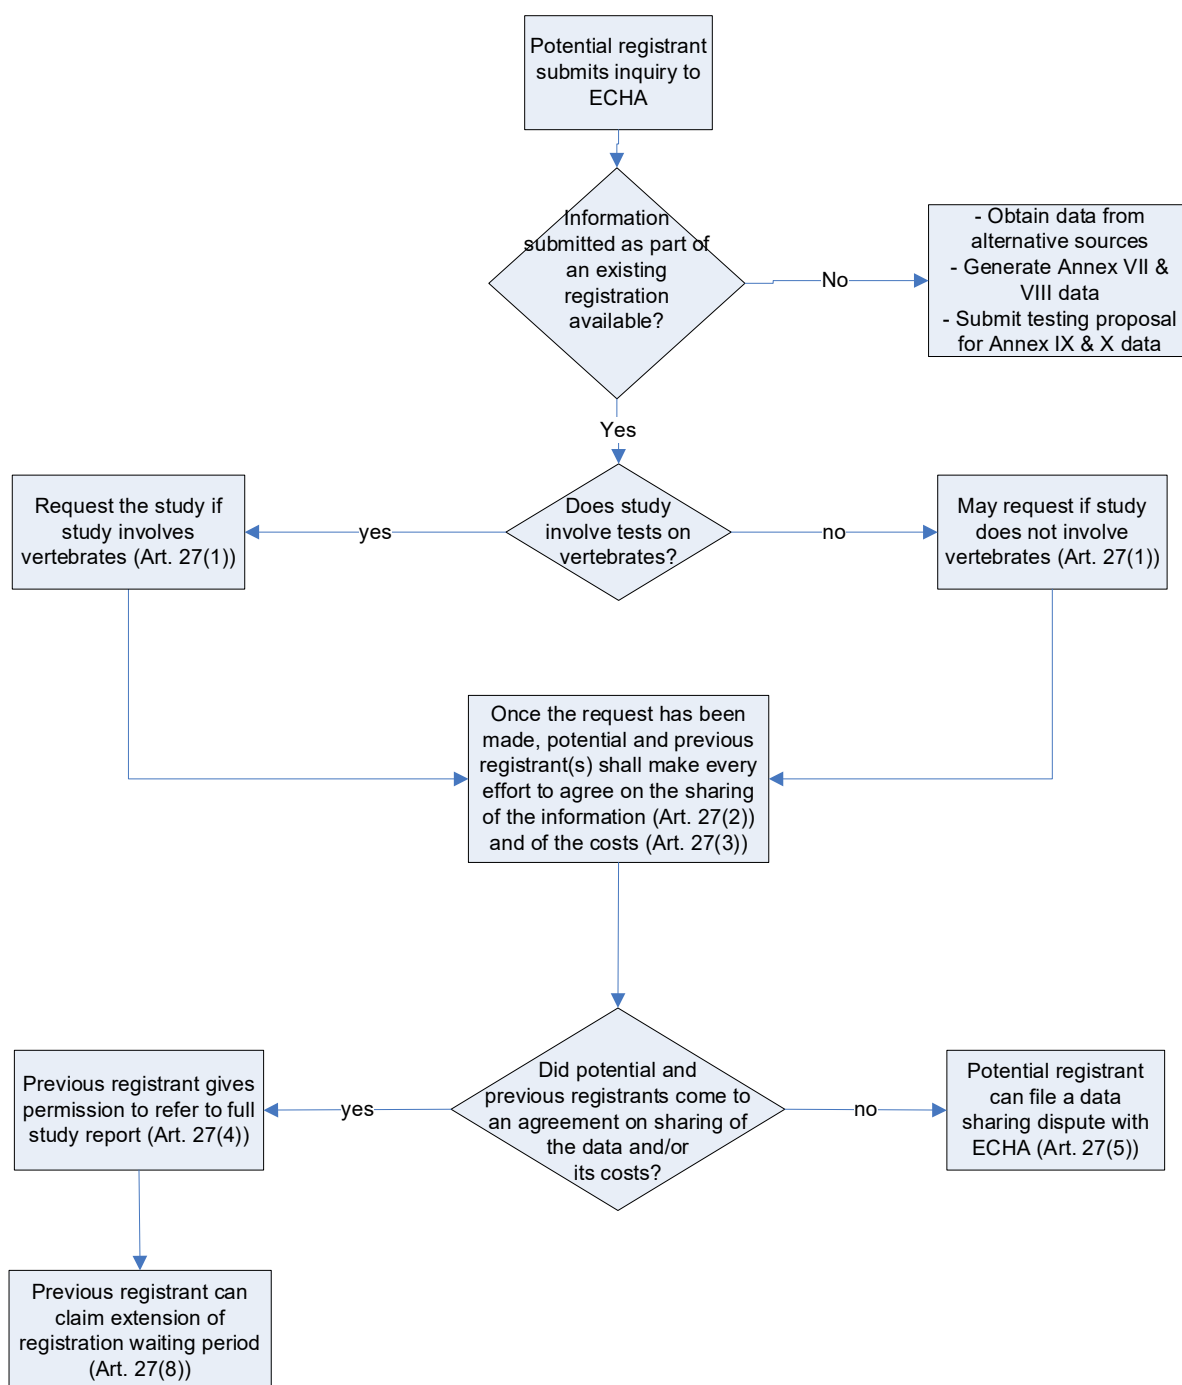 Potential registrant
submits inquiry to
ECHA
Information
submitted as part of
an existing
registration
available?
No
- Obtain data from
alternative sources
- Generate Annex VII &
VIII data
- Submit testing proposal
for Annex IX & X data
Yes
Request the study if
study involves
vertebrates (Art. 27(1))
yes
Does study
involve tests on
vertebrates?
no
May request if study
does not involve
vertebrates (Art. 27(1))
Once the request has been
made, potential and previous
registrant(s) shall make every
effort to agree on the sharing
of the information (Art. 27(2))
and of the costs (Art. 27(3))
Previous registrant gives
permission to refer to full
study report (Art. 27(4))
yes
Did potential and
previous registrants come to
an agreement on sharing of
the data and/or
its costs?
no
Potential registrant
can file a data
sharing dispute with
ECHA (Art. 27(5))
Previous registrant can
claim extension of
registration waiting period
(Art. 27(8))